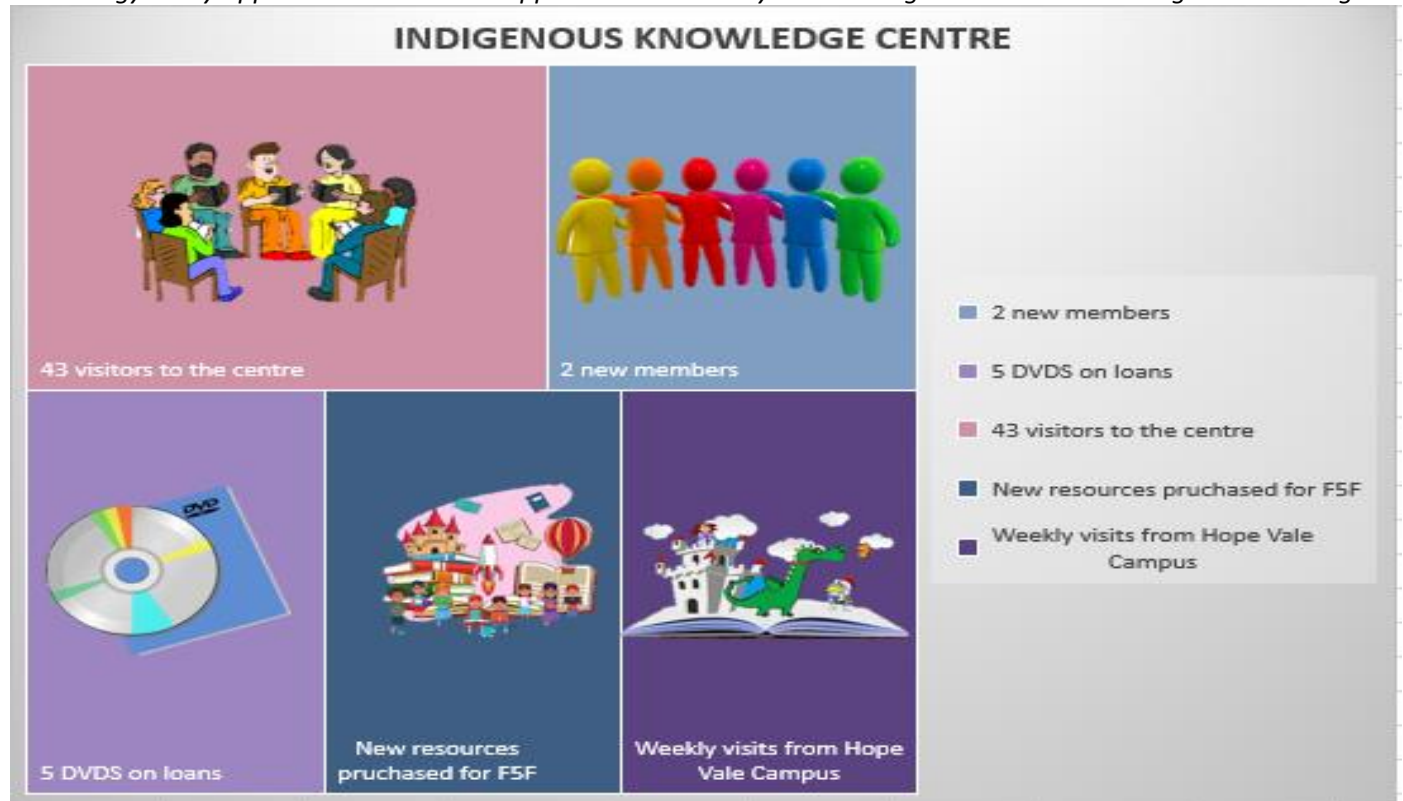 INDIGENOUS KNOWLEDGE CENTRE
43 visitors to the centre
2 new members
DVD
5 DVDS on loans
New resources
pruchased for F5F
Weekly visits from Hope
Vale Campus
2 new members
5 DVDS on loans
43 visitors to the centre
New resources pruchased for F5F
Weekly visits from Hope Vale
Campus